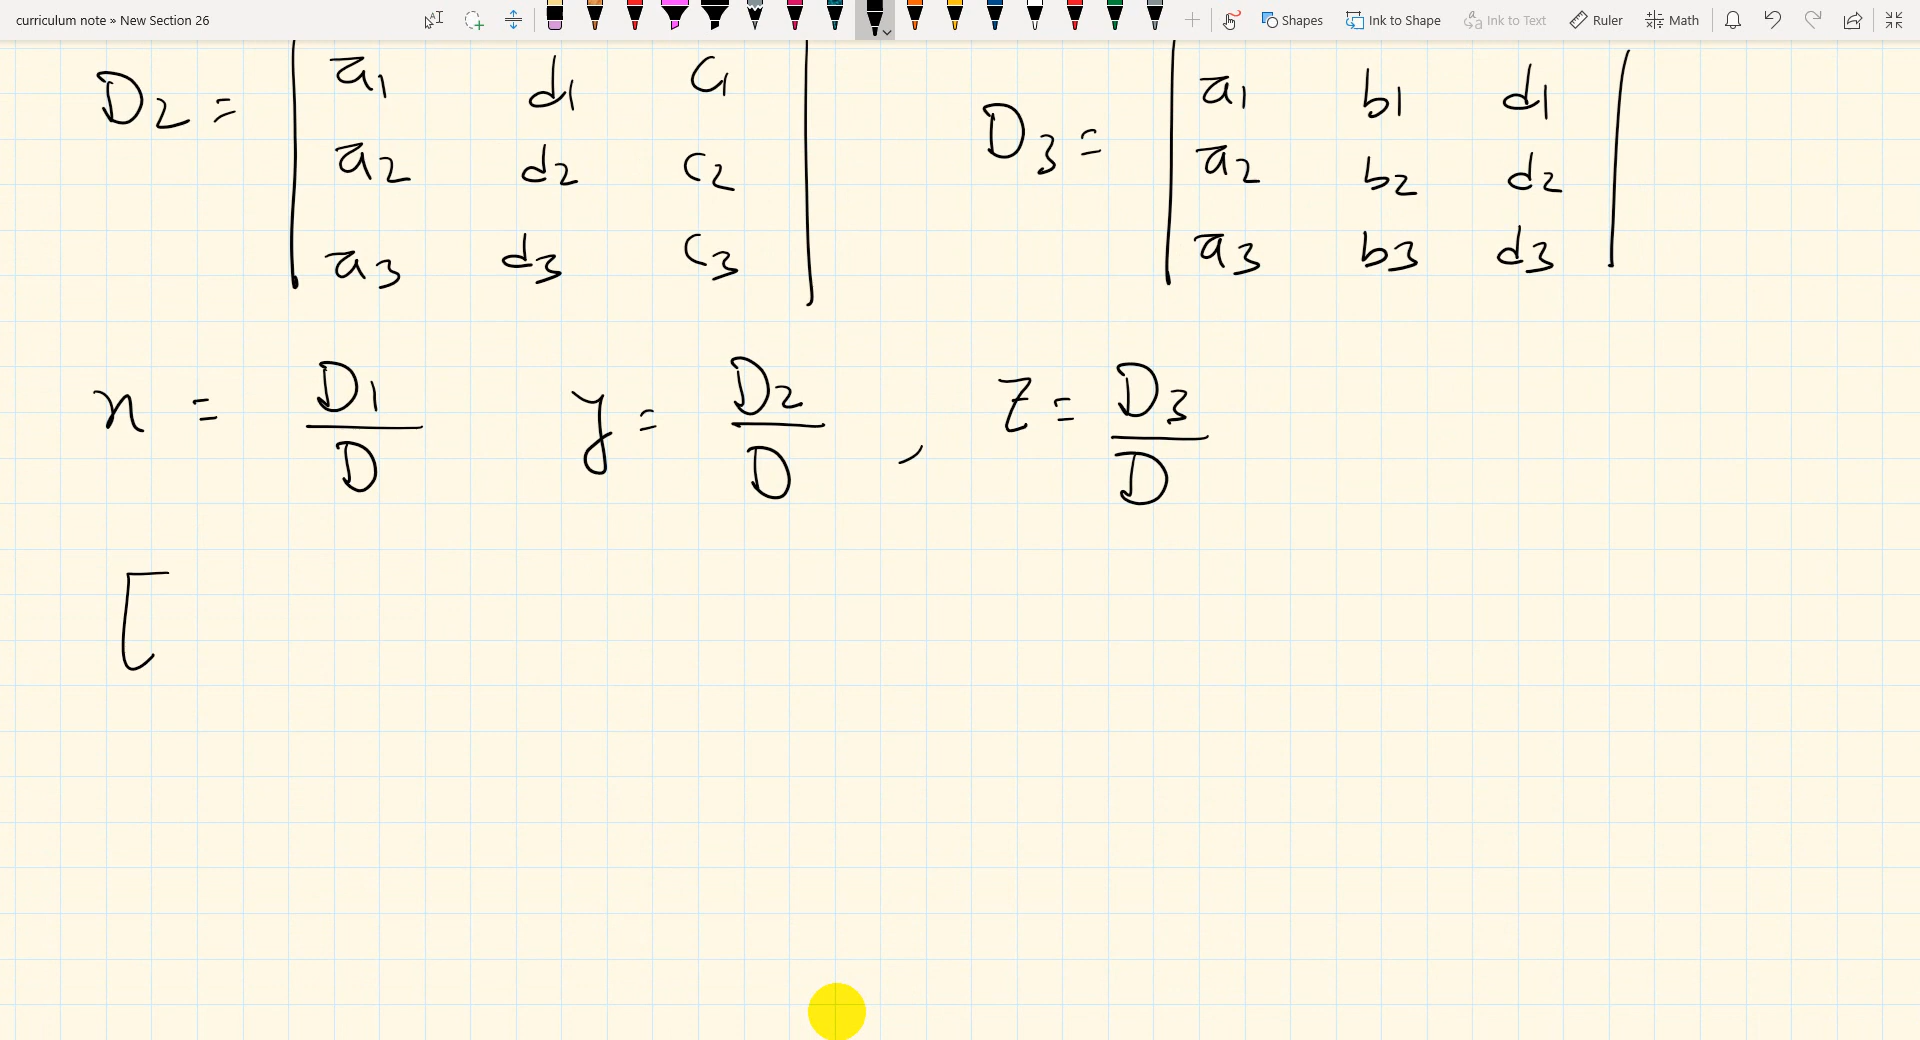 curriculum note » New Section 26
Shapes Ink to Shape Ink to Text Ruler Math
D2 = | a1 d1 c1 | D3 = | a1 b1 d1 |
| a2 d2 c2 | | a2 b2 d2 |
| a3 d3 c3 | | a3 b3 d3 |
x = D1/D y = D2/D , z = D3/D
[